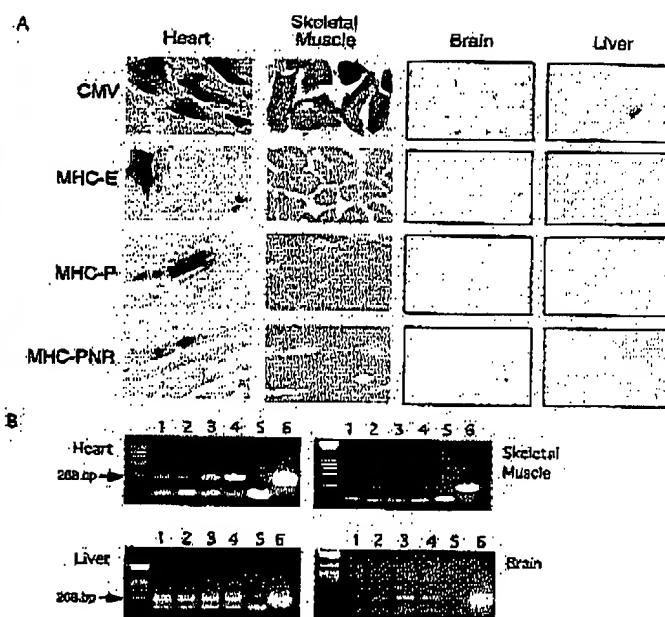 A
Heart
Skeletal
Muscle
Brain
Liver
CMV
MHC-E
MHC-P
MHC-PNR
B
1 2 3 4 5 6
1 2 3 4 5 6
Heart
268.bp
Skeletal
Muscle
1 2 3 4 5 6
1 2 3 4 5 6
Liver
268.bp
Brain